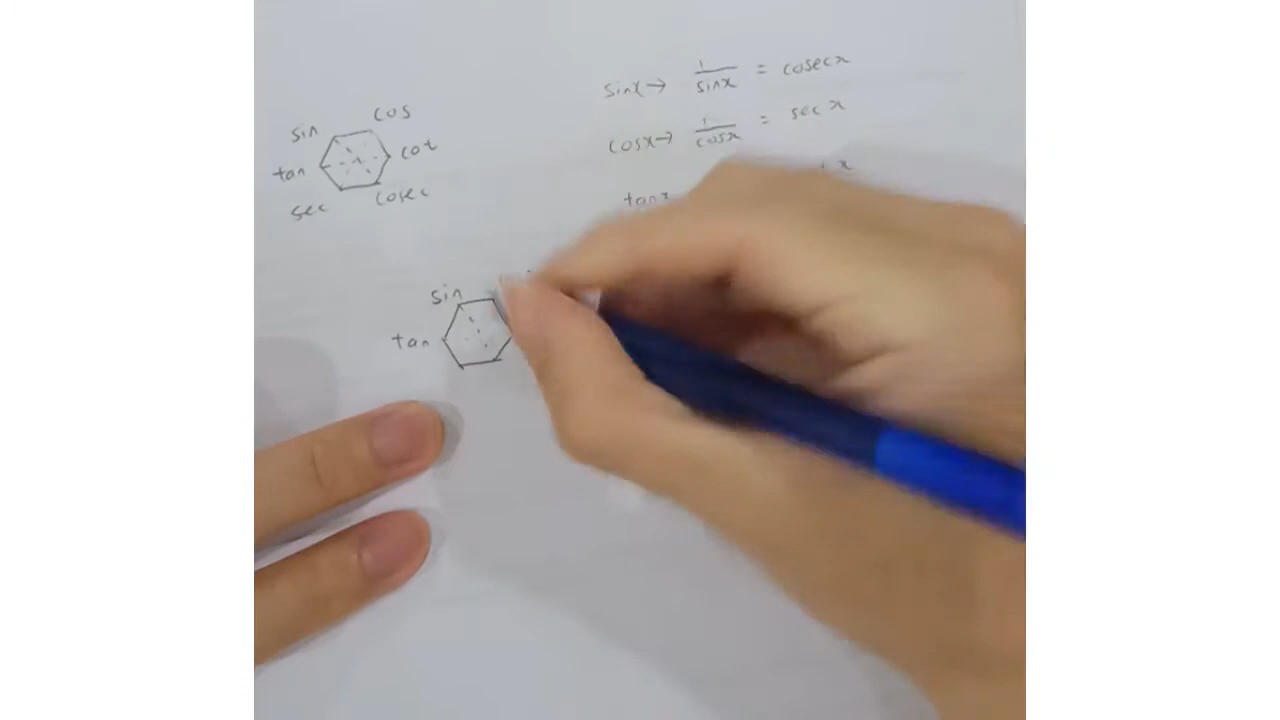 sin cos
tan cot
sec cosec
sinx→ 1/sinx = cosecx
cosx→ 1/cosx = sec x
tanx
x
sin
tan